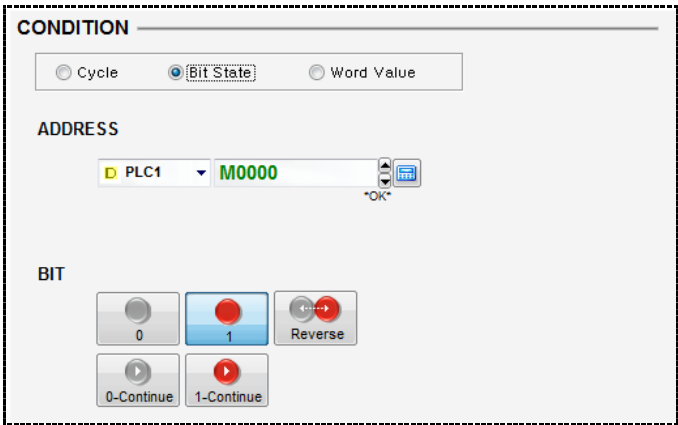 CONDITION
Cycle Bit State Word Value
ADDRESS
D PLC1 M0000
*OK*
BIT
0 1 Reverse
0-Continue 1-Continue